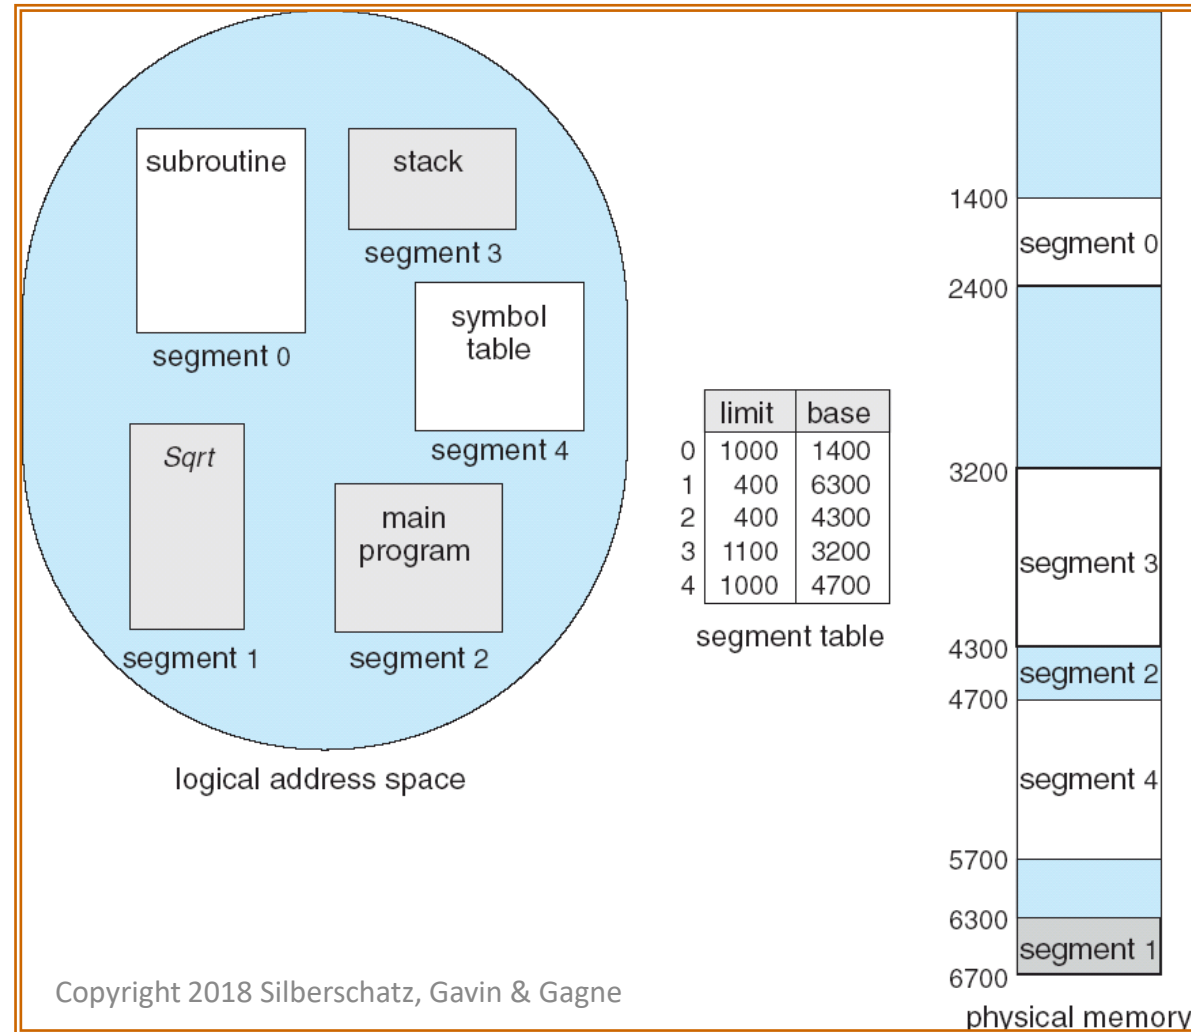 subroutine
segment 0
stack
segment 3
symbol
table
segment 4
Sqrt
segment 1
main
program
segment 2
logical address space
limit base
0 1000 1400
1 400 6300
2 400 4300
3 1100 3200
4 1000 4700
segment table
1400
segment 0
2400
3200
segment 3
4300
segment 2
4700
segment 4
5700
6300
segment 1
6700
physical memory
Copyright 2018 Silberschatz, Gavin & Gagne